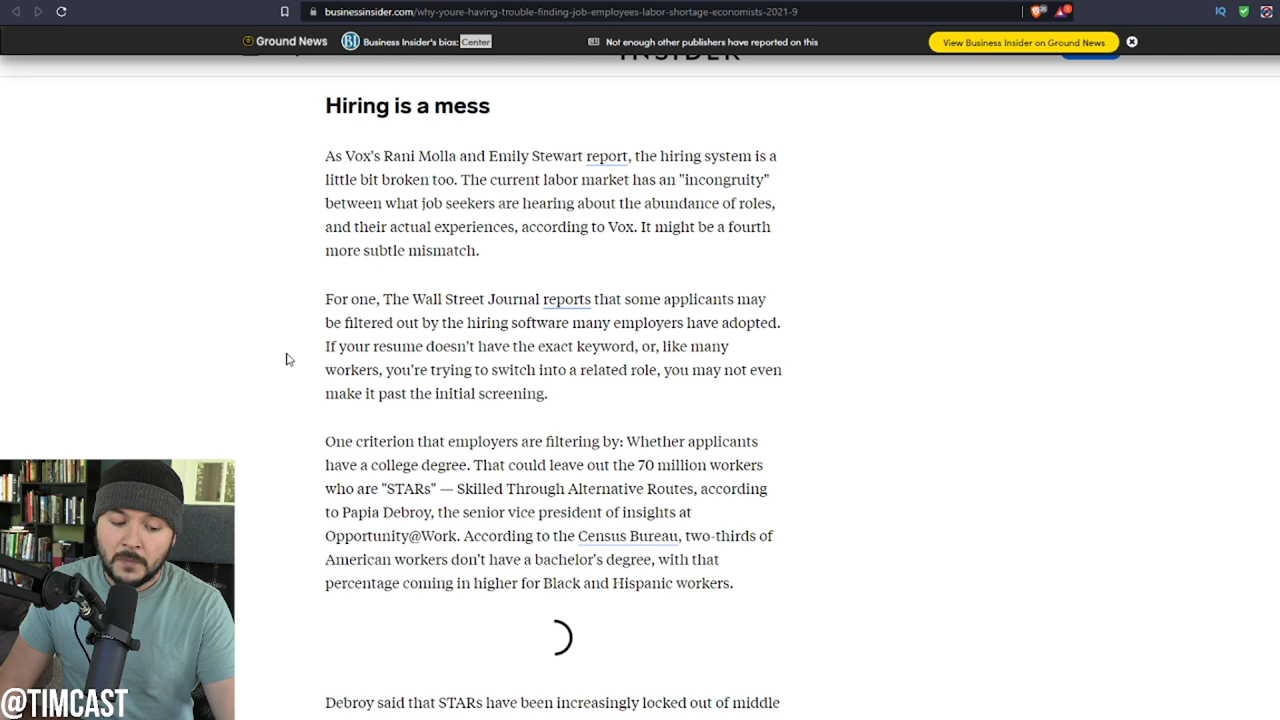 businessinsider.com/why-youre-having-trouble-finding-job-employees-labor-shortage-economists-2021-9
IQ
Ground News
BI
Business Insider's bias: Center
Not enough other publishers have reported on this
View Business Insider on Ground News
INSIDER
Hiring is a mess
As Vox's Rani Molla and Emily Stewart report, the hiring system is a
little bit broken too. The current labor market has an "incongruity"
between what job seekers are hearing about the abundance of roles,
and their actual experiences, according to Vox. It might be a fourth
more subtle mismatch.
For one, The Wall Street Journal reports that some applicants may
be filtered out by the hiring software many employers have adopted.
If your resume doesn't have the exact keyword, or, like many
workers, you're trying to switch into a related role, you may not even
make it past the initial screening.
One criterion that employers are filtering by: Whether applicants
have a college degree. That could leave out the 70 million workers
who are "STARs" — Skilled Through Alternative Routes, according
to Papia Debroy, the senior vice president of insights at
Opportunity@Work. According to the Census Bureau, two-thirds of
American workers don't have a bachelor's degree, with that
percentage coming in higher for Black and Hispanic workers.
Debroy said that STARs have been increasingly locked out of middle
@TIMCAST